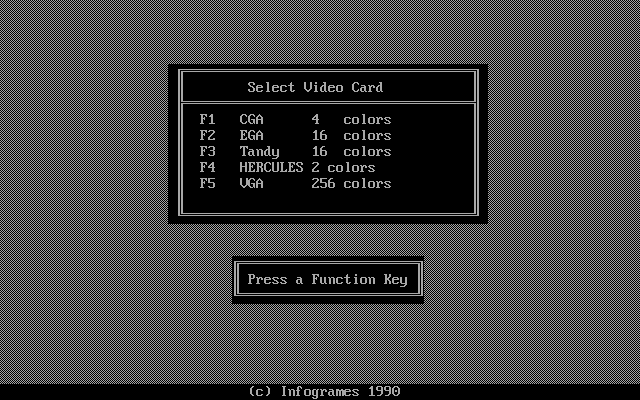 Select Video Card
F1 CGA 4 colors
F2 EGA 16 colors
F3 Tandy 16 colors
F4 HERCULES 2 colors
F5 VGA 256 colors
Press a Function Key
(c) Infogrames 1990